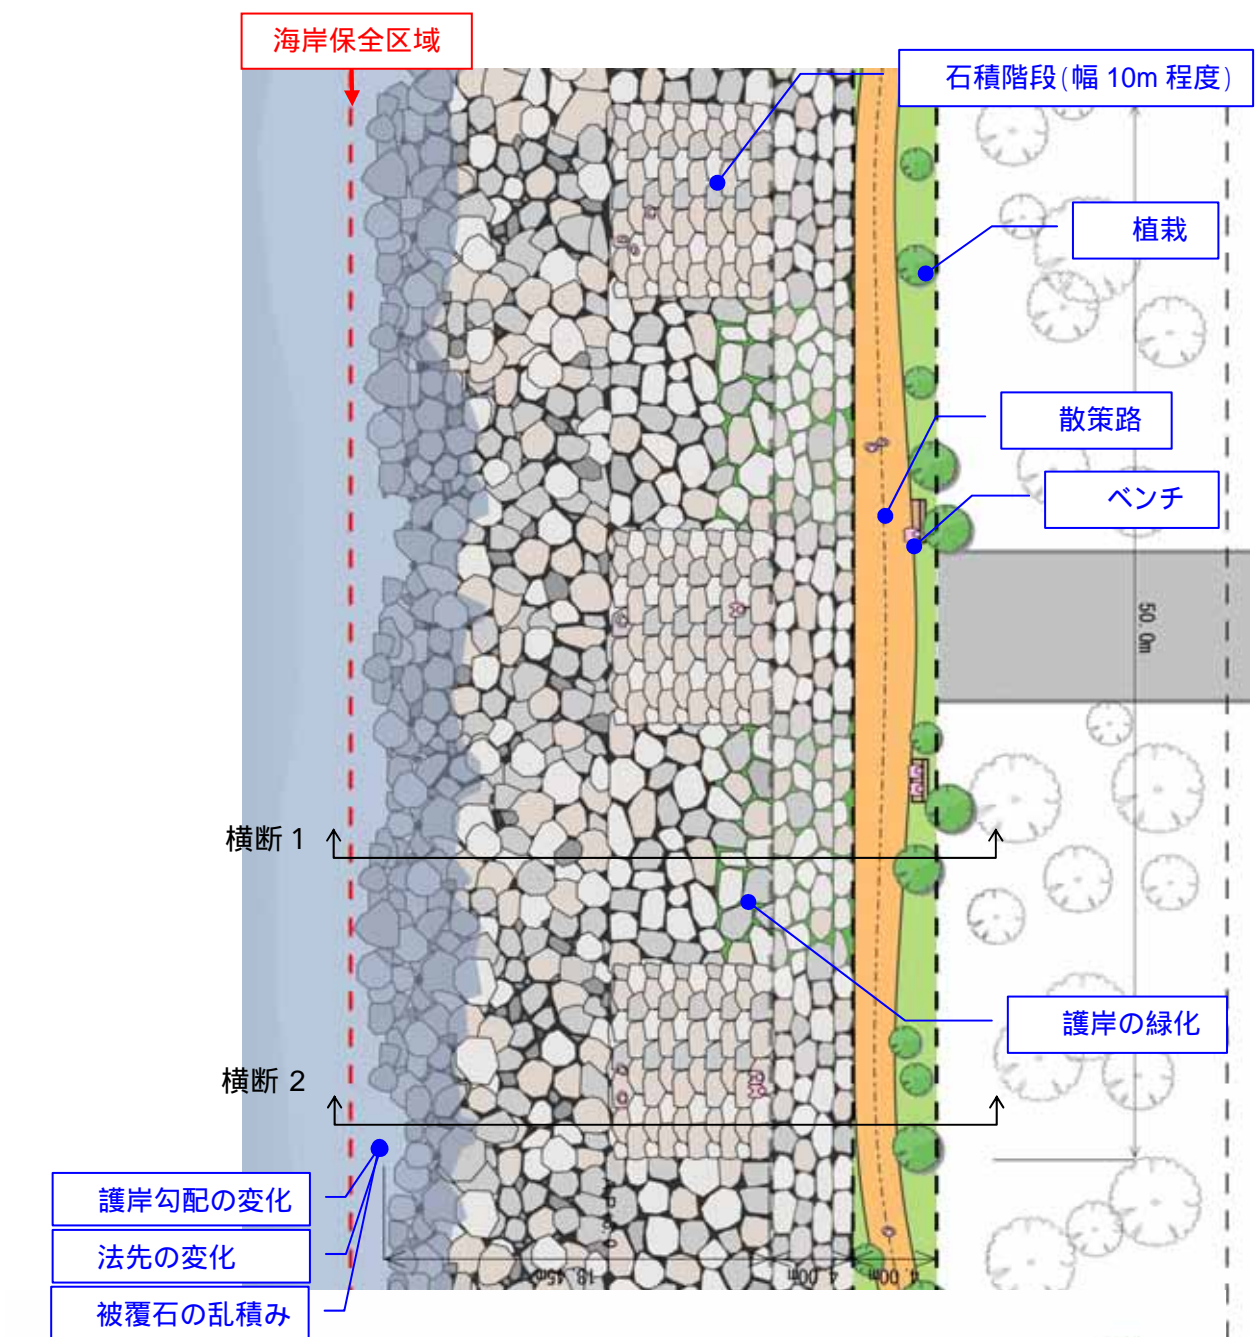 海岸保全区域
石積階段(幅 10m 程度)
植栽
散策路
ベンチ
50.0m
横断 1
護岸の緑化
横断 2
護岸勾配の変化
法先の変化
被覆石の乱積み
18.45m
4.00m
4.00m